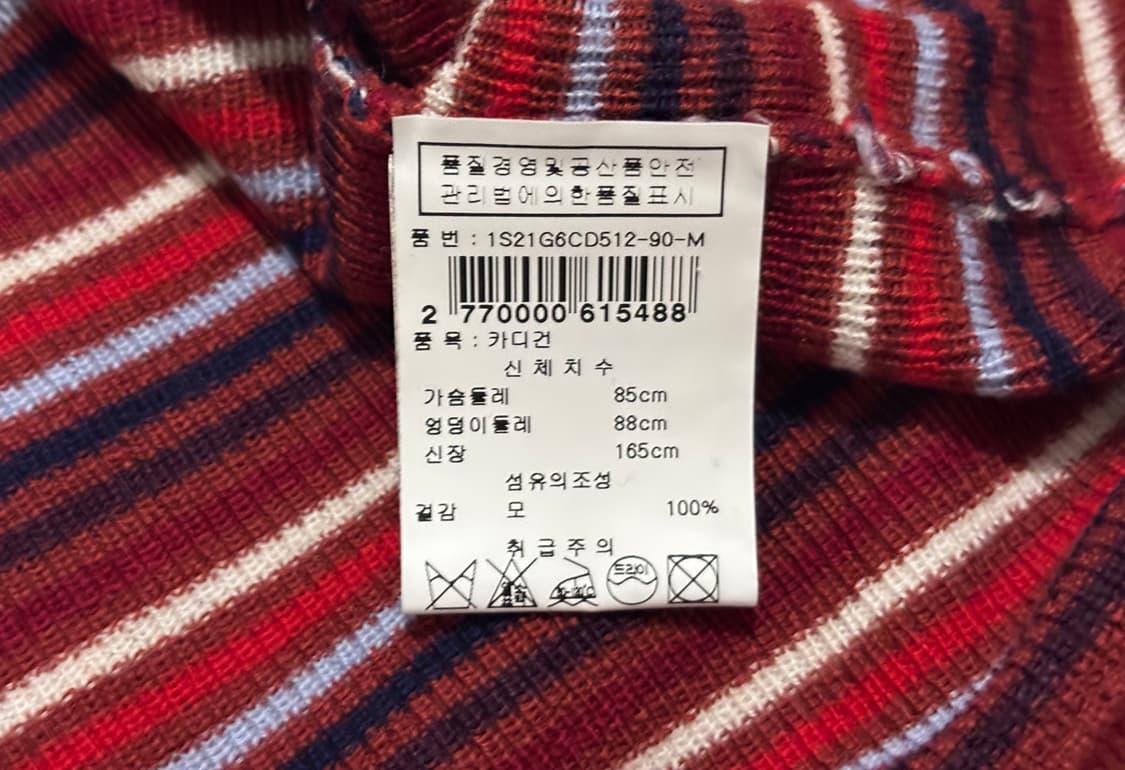 품질경영및공산품안전
관리법에의한품질표시
품 번 : 1S21G6CD512-90-M
2 770000 615488
품 목 : 카디건
신 체 치 수
가슴둘레 85cm
엉덩이둘레 88cm
신장 165cm
섬유의조성
겉감 모 100%
취 급 주 의
드라이